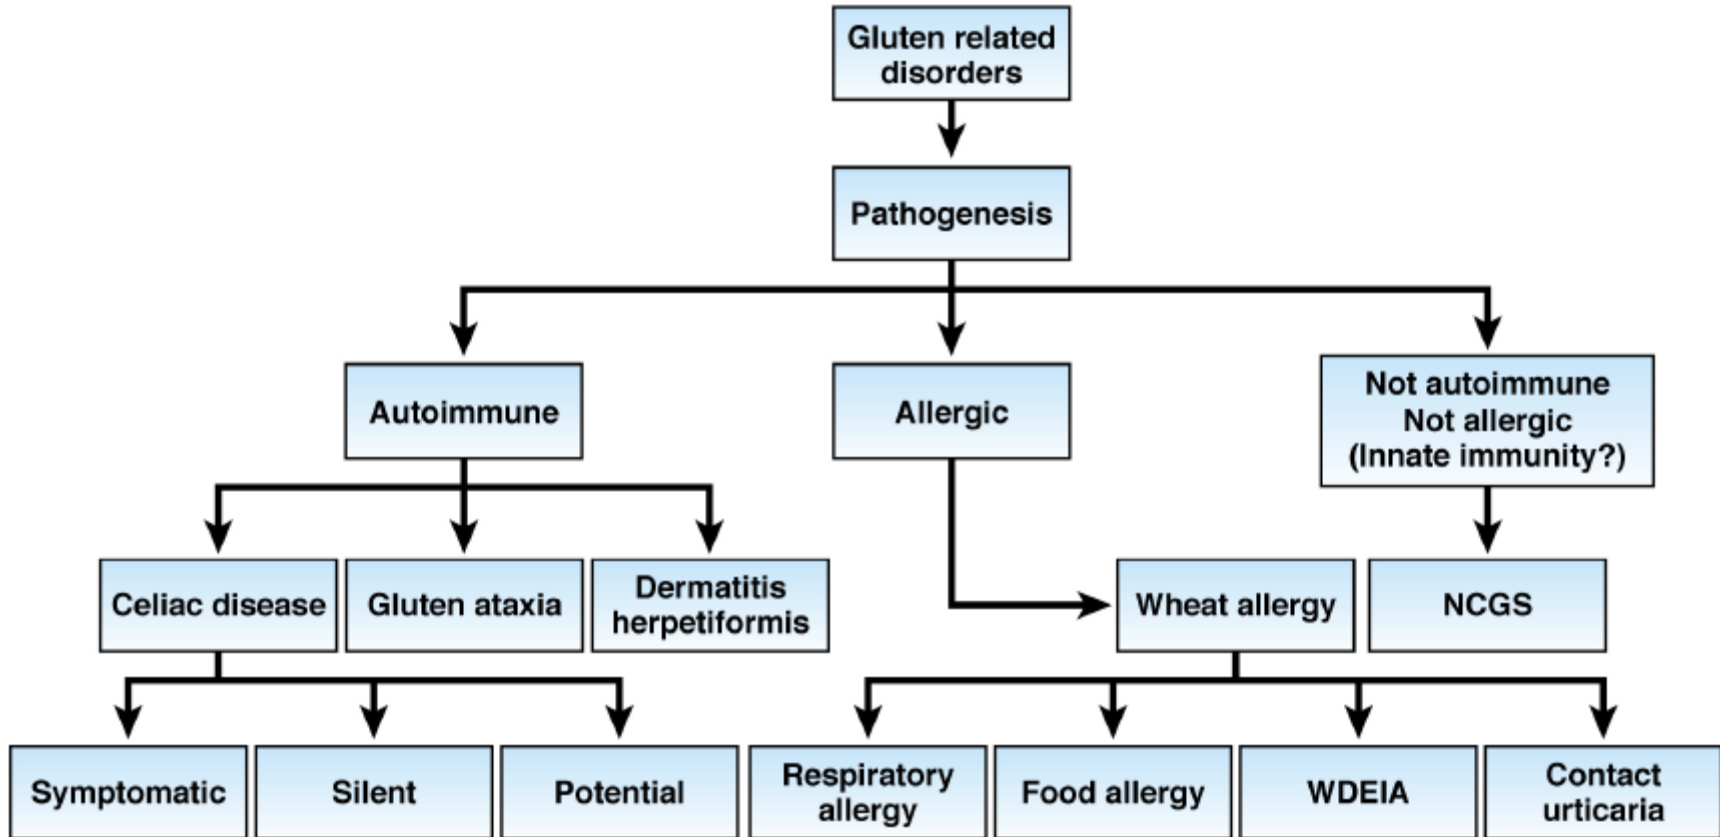 Gluten related
disorders
Pathogenesis
Autoimmune
Allergic
Not autoimmune
Not allergic
(Innate immunity?)
Celiac disease
Gluten ataxia
Dermatitis
herpetiformis
Wheat allergy
NCGS
Symptomatic
Silent
Potential
Respiratory
allergy
Food allergy
WDEIA
Contact
urticaria